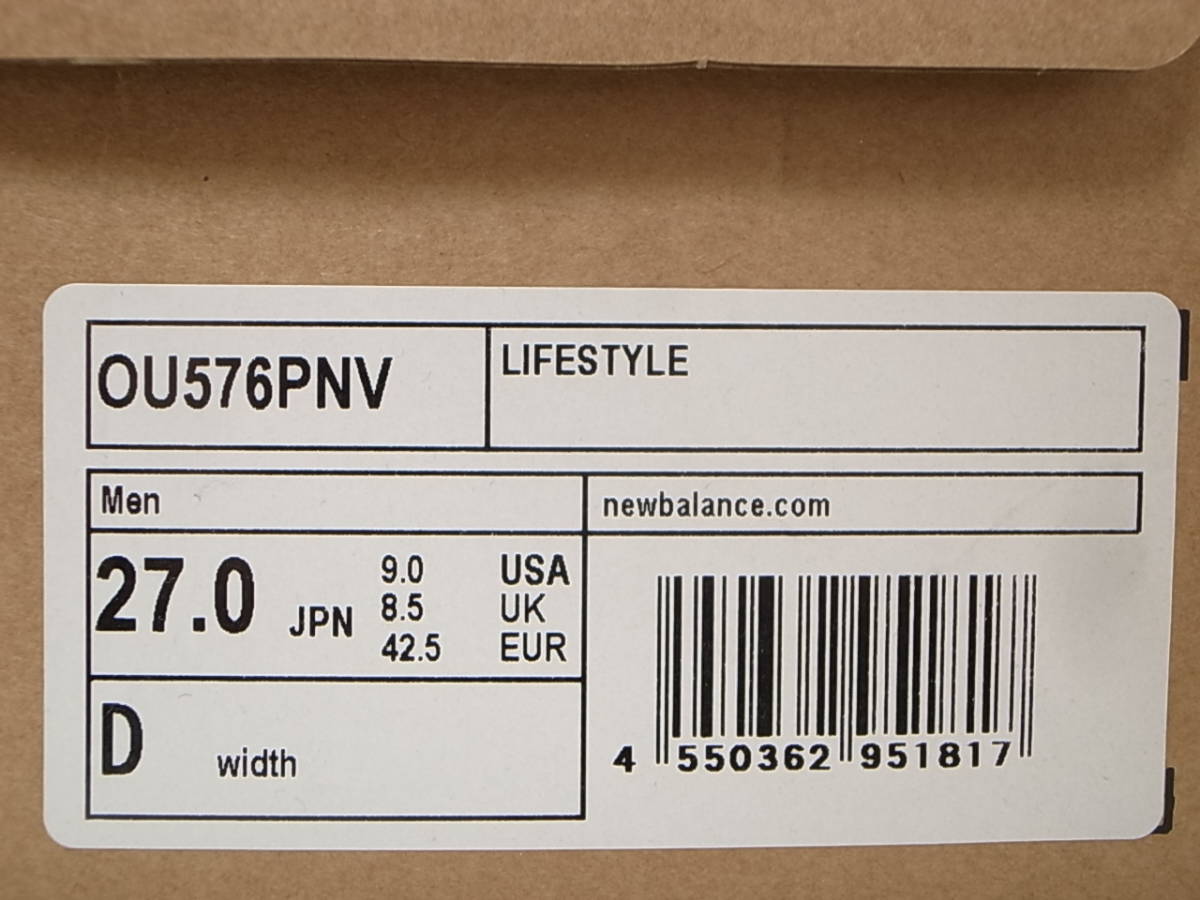 OU576PNV
LIFESTYLE
Men
newbalance.com
27.0 JPN
9.0 USA
8.5 UK
42.5 EUR
D width
4 550362 951817